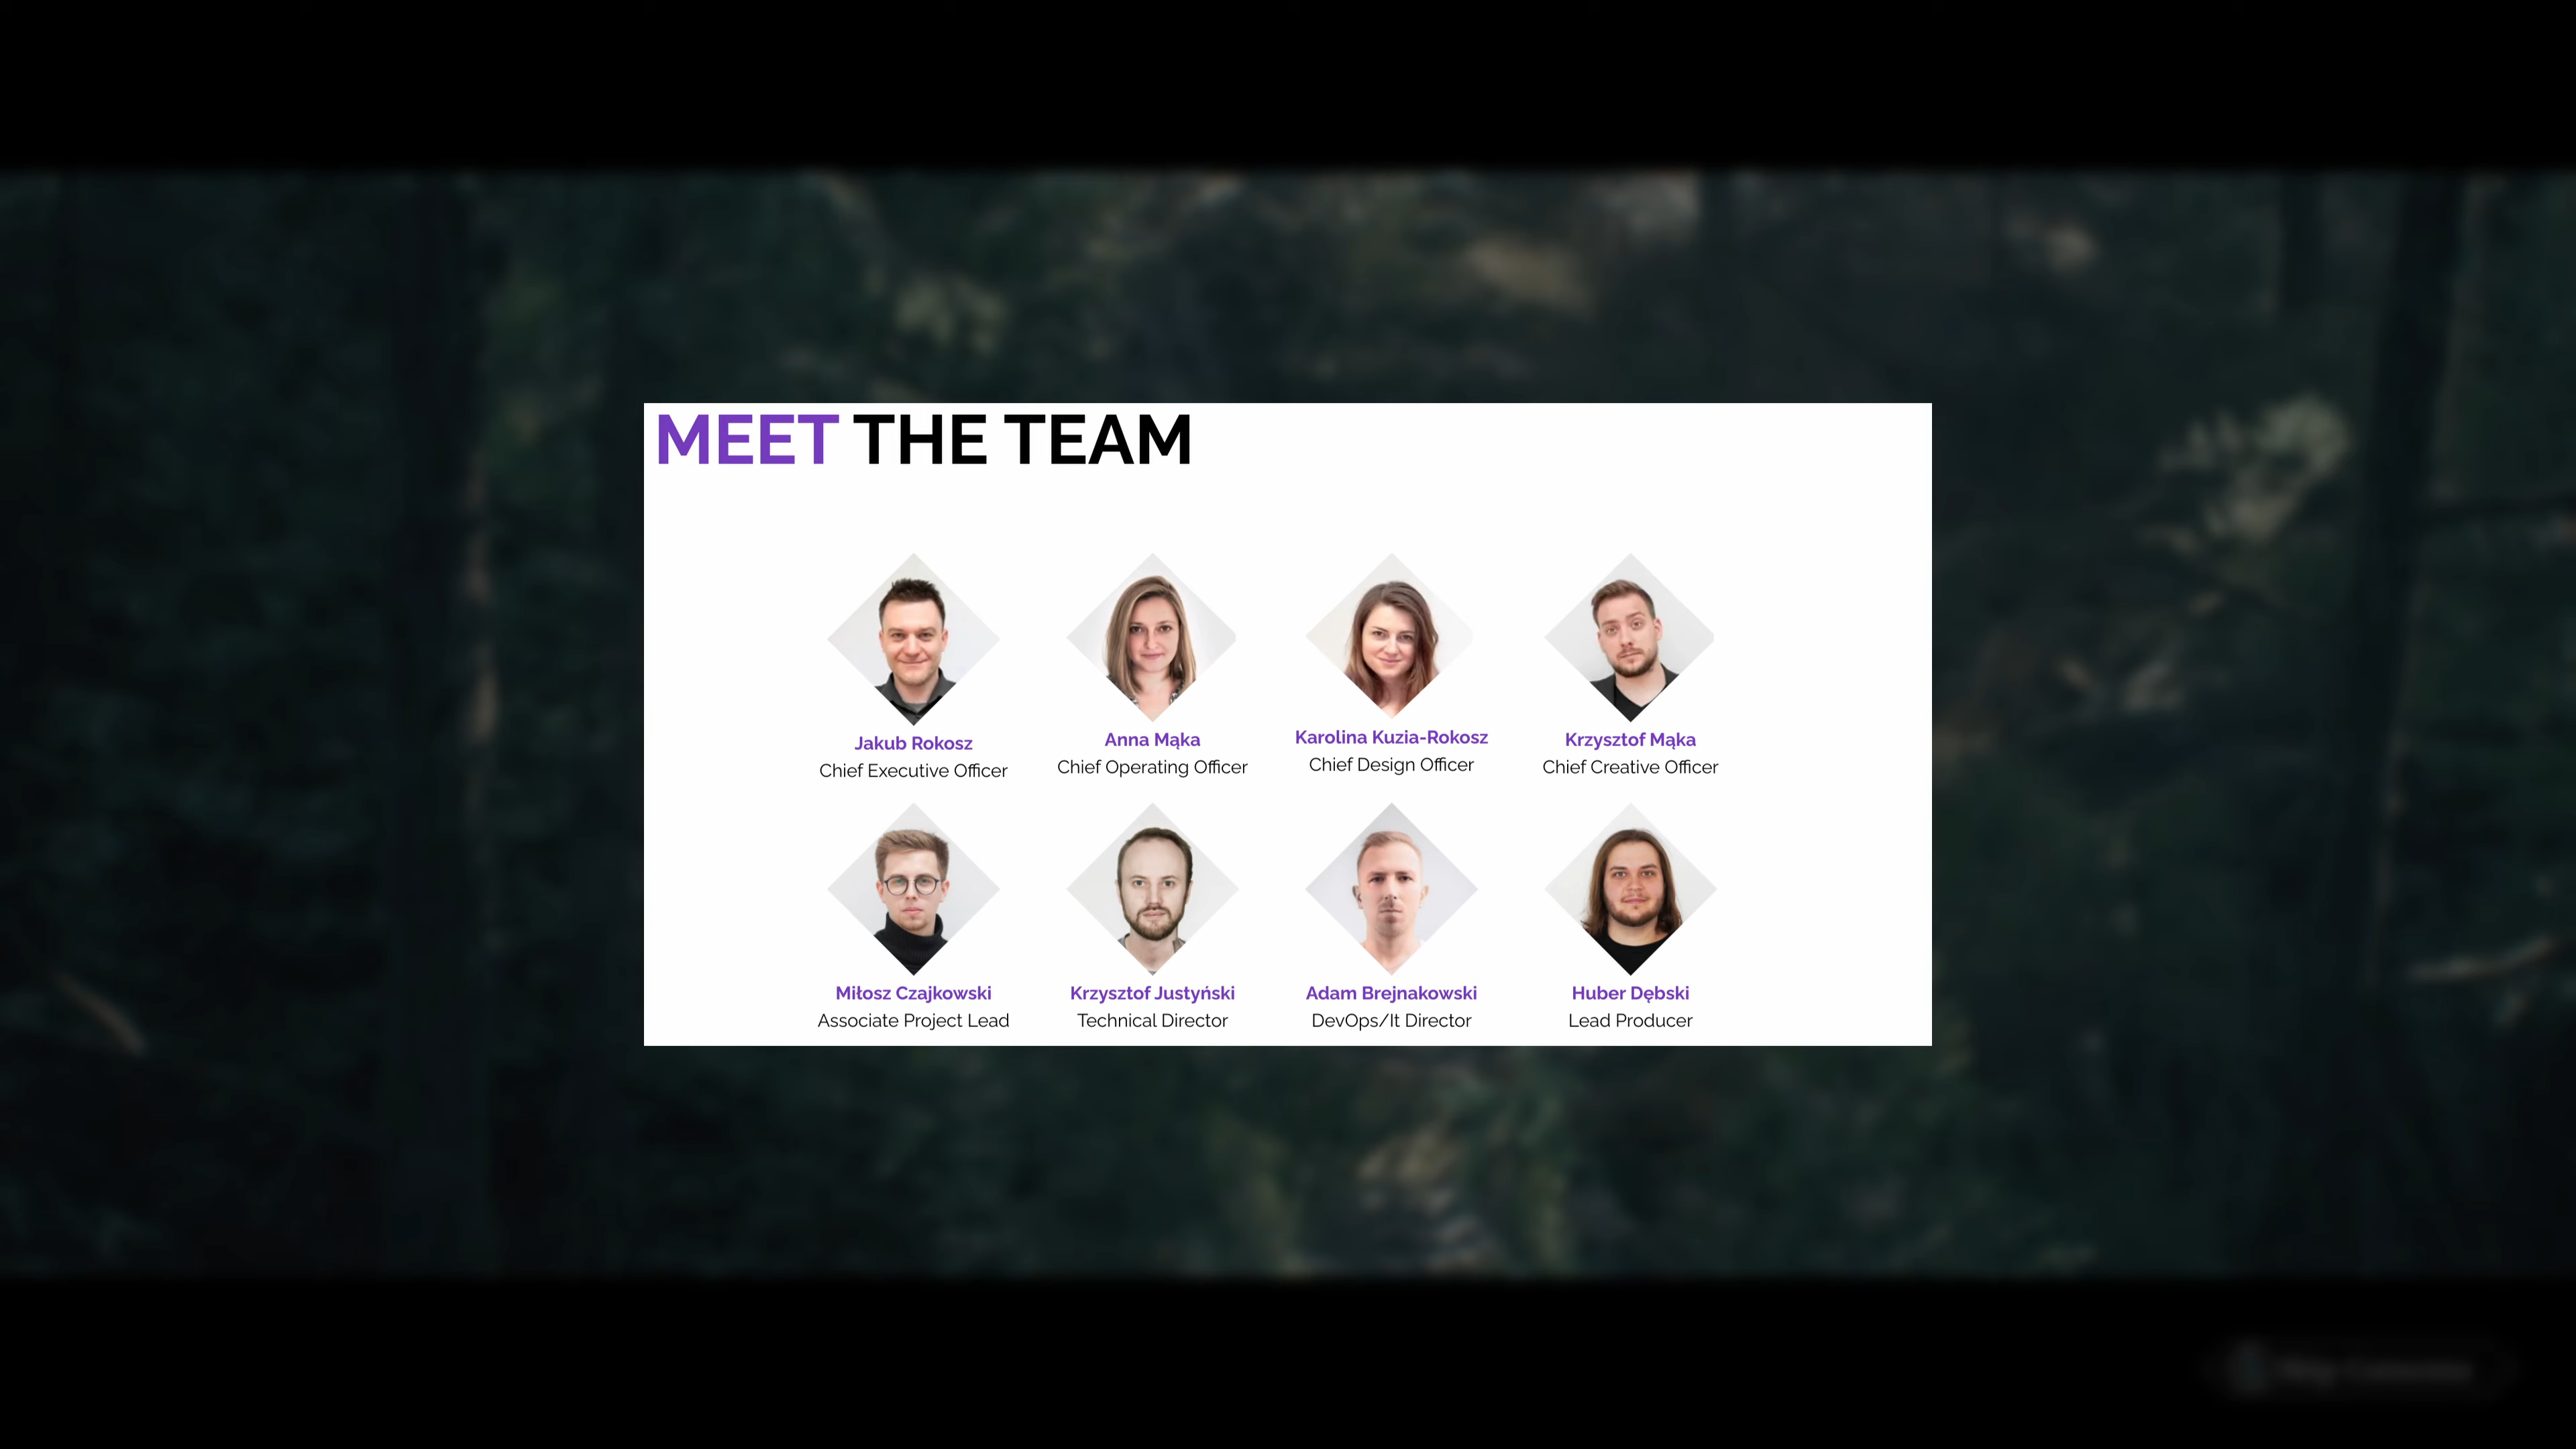 MEET THE TEAM
Jakub Rokosz
Chief Executive Officer
Anna Mąka
Chief Operating Officer
Karolina Kuzia-Rokosz
Chief Design Officer
Krzysztof Mąka
Chief Creative Officer
Miłosz Czajkowski
Associate Project Lead
Krzysztof Justyński
Technical Director
Adam Brejnakowski
DevOps/It Director
Huber Dębski
Lead Producer